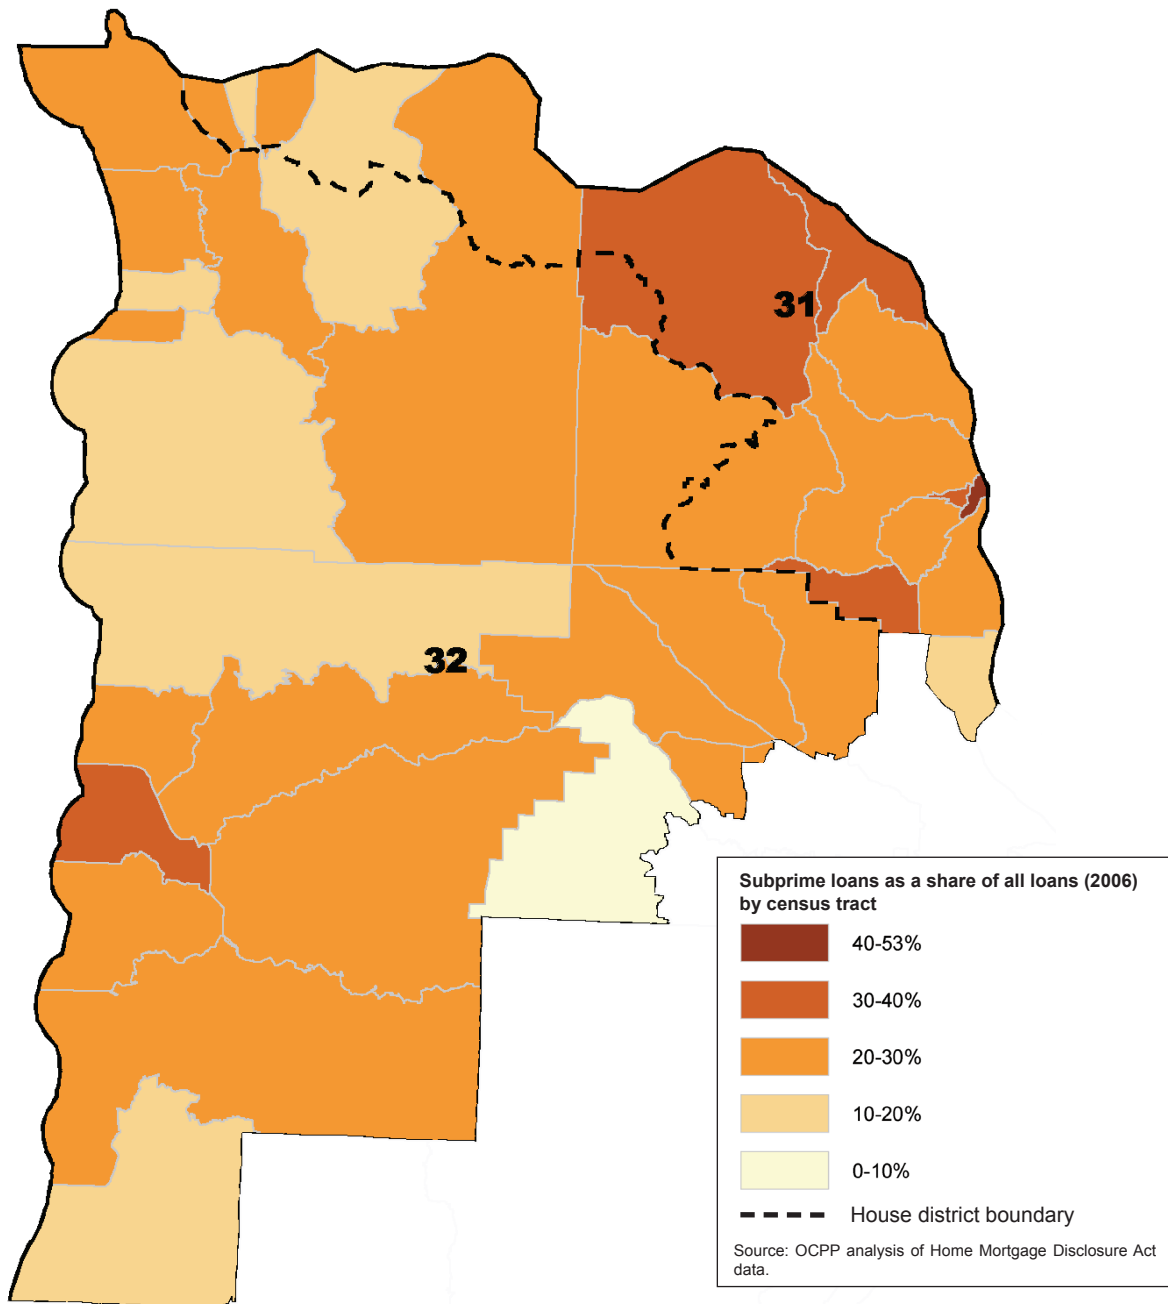 31
32
Subprime loans as a share of all loans (2006)
by census tract
40-53%
30-40%
20-30%
10-20%
0-10%
House district boundary
Source: OCPP analysis of Home Mortgage Disclosure Act
data.